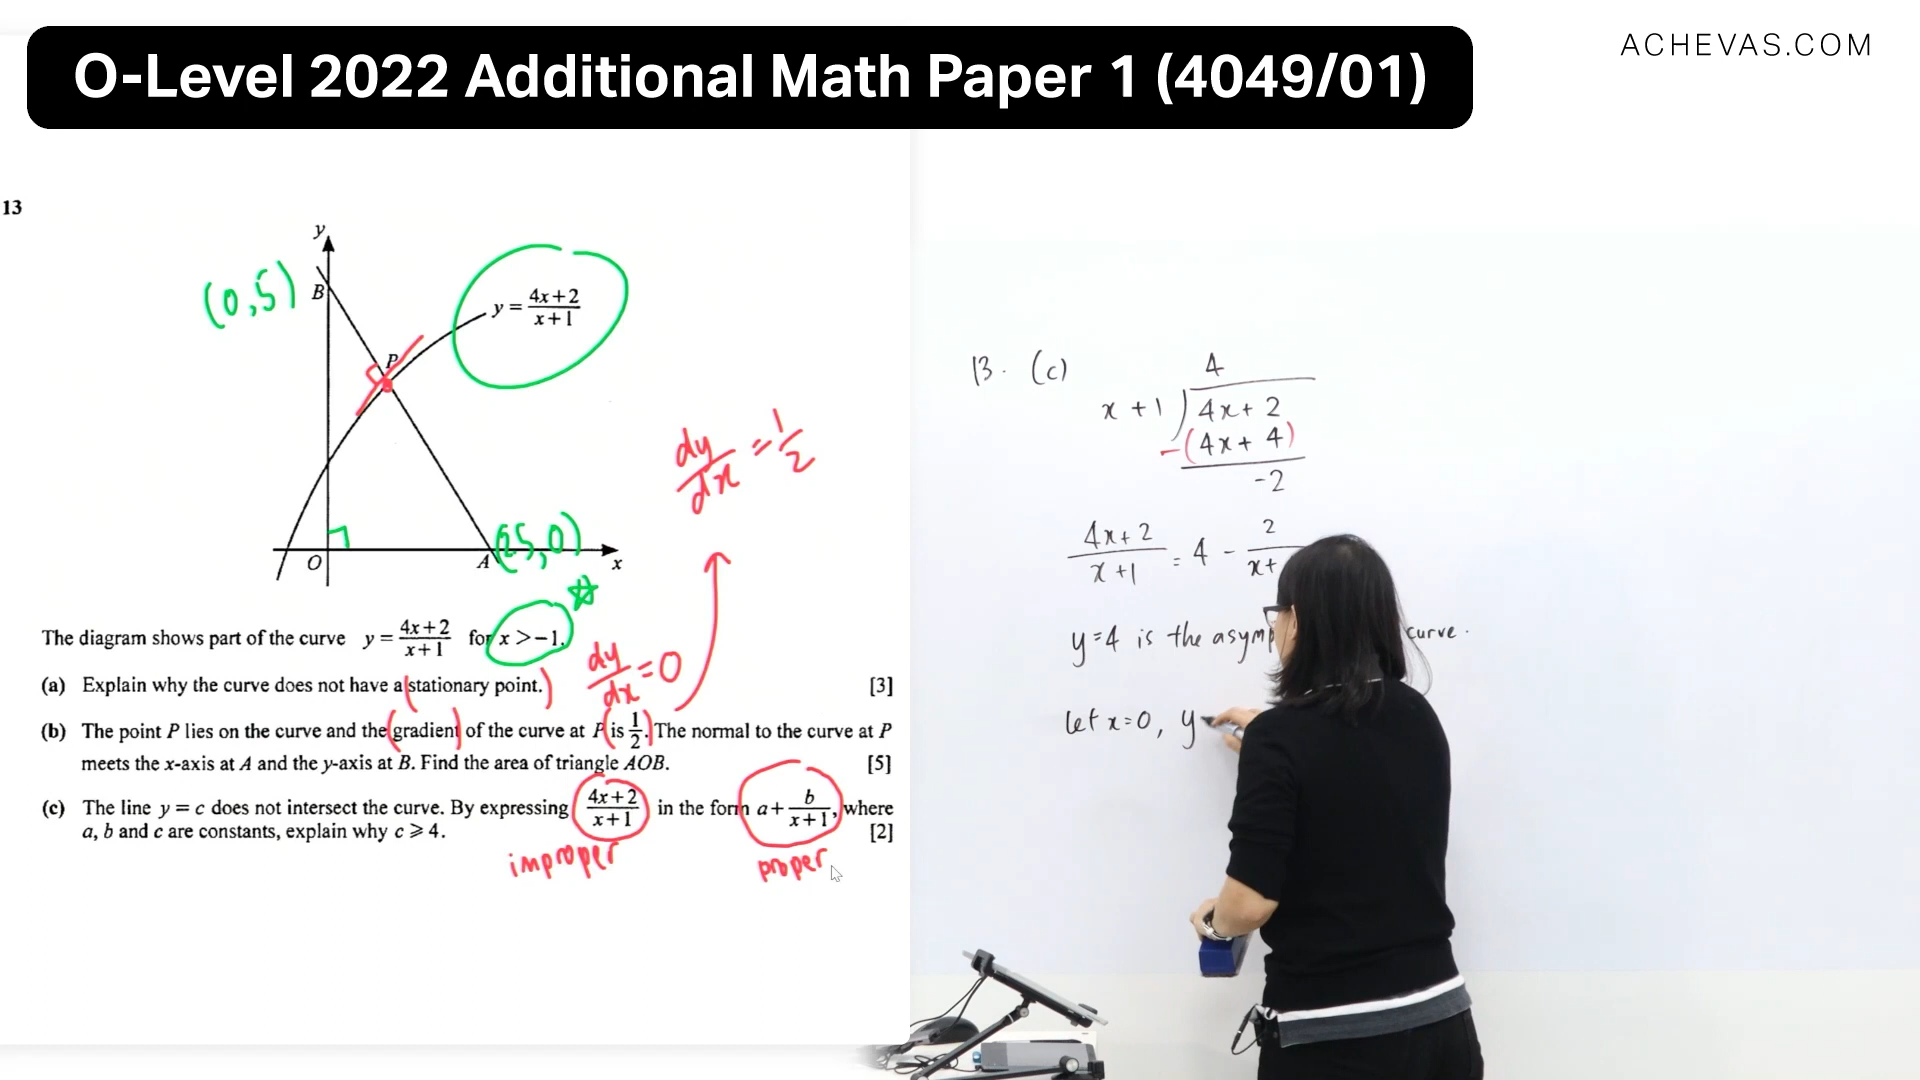 O-Level 2022 Additional Math Paper 1 (4049/01)
ACHEVAS.COM
13
y
(0,5)
B
y = 4x+2/x+1
P
dy/dx = 1/2
(2.5,0)
O
A
x
The diagram shows part of the curve y = 4x+2/x+1 for x > −1.
dy/dx = 0
(a) Explain why the curve does not have a stationary point. [3]
(b) The point P lies on the curve and the gradient of the curve at P is 1/2. The normal to the curve at P
meets the x-axis at A and the y-axis at B. Find the area of triangle AOB. [5]
(c) The line y = c does not intersect the curve. By expressing 4x+2/x+1 in the form a + b/x+1, where
a, b and c are constants, explain why c ⩾ 4. [2]
improper
proper
13. (c)
4
x + 1 ) 4x + 2
-(4x + 4)
-2
4x+2/x+1 = 4 - 2/x+
y=4 is the curve.
let x=0, y